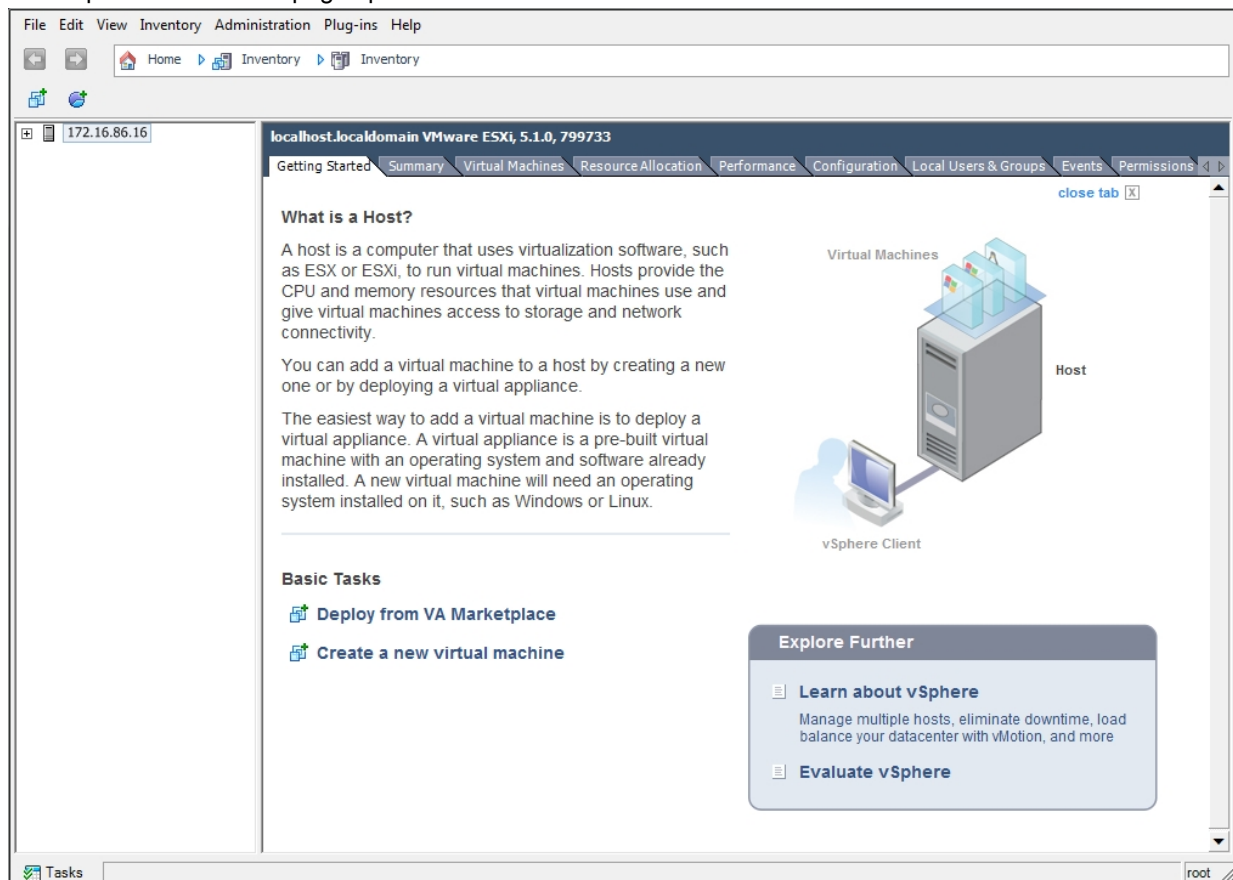 File Edit View Inventory Administration Plug-ins Help
Home Inventory Inventory
172.16.86.16
localhost.localdomain VMware ESXi, 5.1.0, 799733
Getting Started Summary Virtual Machines Resource Allocation Performance Configuration Local Users & Groups Events Permissions
close tab X
What is a Host?
A host is a computer that uses virtualization software, such
as ESX or ESXi, to run virtual machines. Hosts provide the
CPU and memory resources that virtual machines use and
give virtual machines access to storage and network
connectivity.
You can add a virtual machine to a host by creating a new
one or by deploying a virtual appliance.
The easiest way to add a virtual machine is to deploy a
virtual appliance. A virtual appliance is a pre-built virtual
machine with an operating system and software already
installed. A new virtual machine will need an operating
system installed on it, such as Windows or Linux.
Virtual Machines
Host
vSphere Client
Basic Tasks
Deploy from VA Marketplace
Create a new virtual machine
Explore Further
Learn about vSphere
Manage multiple hosts, eliminate downtime, load
balance your datacenter with vMotion, and more
Evaluate vSphere
Tasks
root